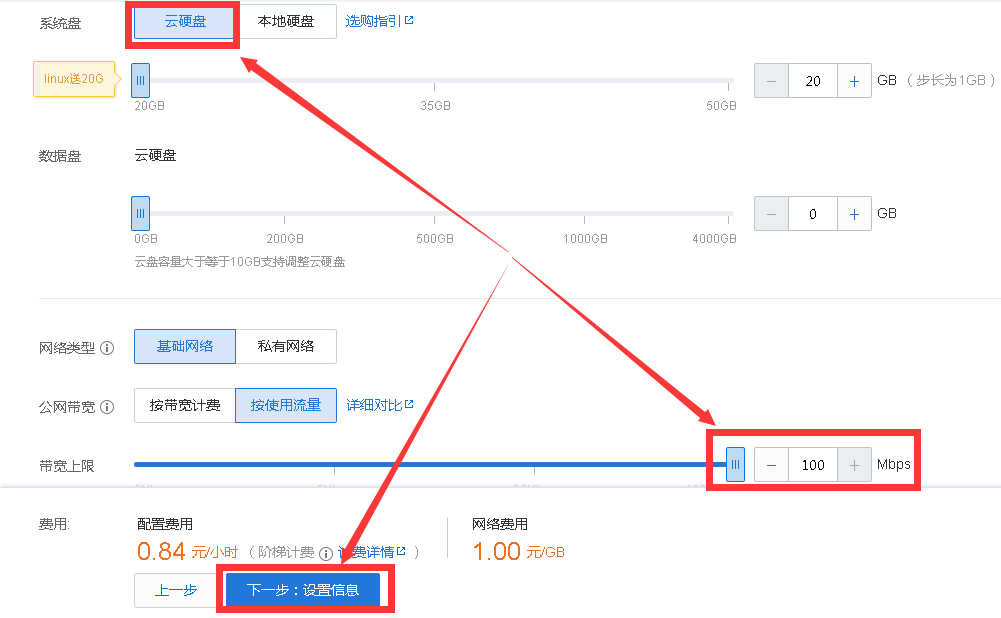 系统盘 云硬盘 本地硬盘 选购指引
linux送20G
20 GB （步长为1GB）
20GB 35GB 50GB
数据盘 云硬盘
0 GB
0GB 200GB 500GB 1000GB 4000GB
云盘容量大于等于10GB支持调整云硬盘
网络类型 基础网络 私有网络
公网带宽 按带宽计费 按使用流量 详细对比
带宽上限 100 Mbps
费用: 配置费用 网络费用
0.84 元/小时 （阶梯计费 费详情 ） 1.00 元/GB
上一步 下一步：设置信息